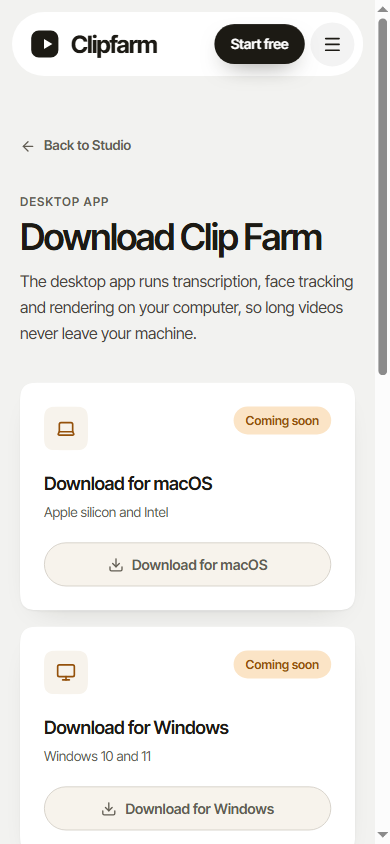 Clipfarm
Start free
Back to Studio
DESKTOP APP
Download Clip Farm
The desktop app runs transcription, face tracking
and rendering on your computer, so long videos
never leave your machine.
Coming soon
Download for macOS
Apple silicon and Intel
Download for macOS
Coming soon
Download for Windows
Windows 10 and 11
Download for Windows